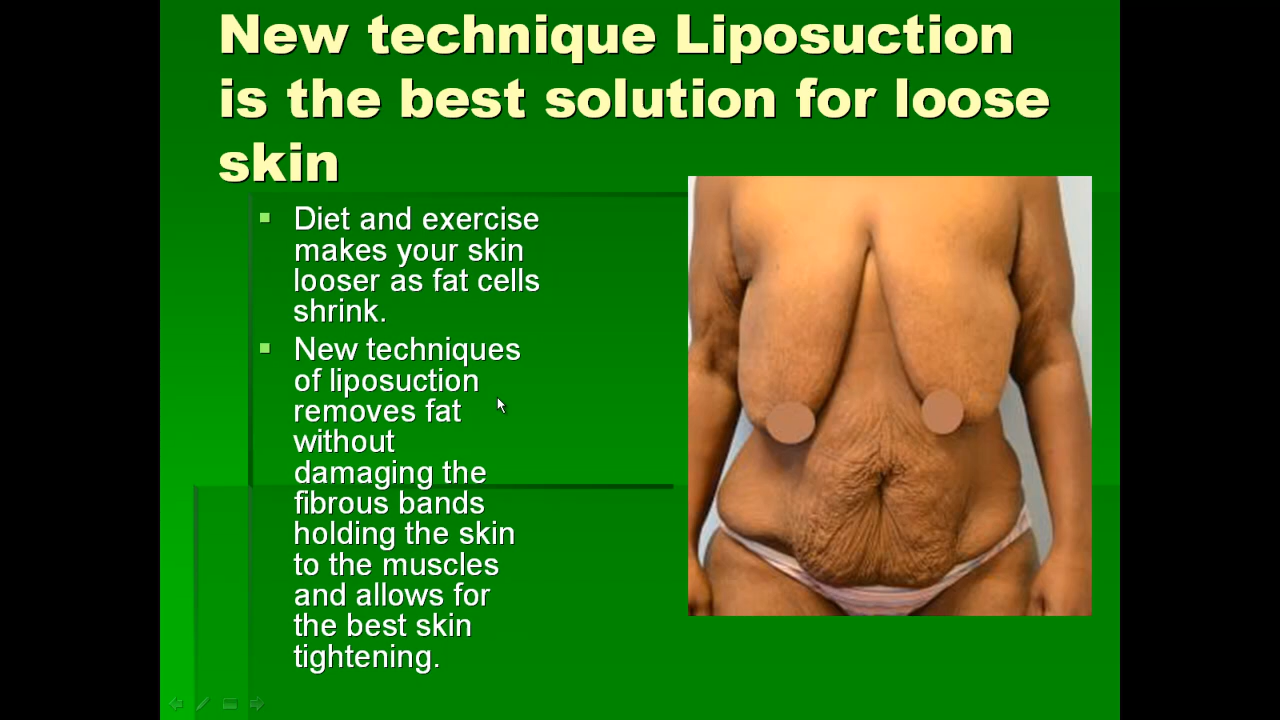 New technique Liposuction
is the best solution for loose
skin
Diet and exercise
makes your skin
looser as fat cells
shrink.
New techniques
of liposuction
removes fat
without
damaging the
fibrous bands
holding the skin
to the muscles
and allows for
the best skin
tightening.